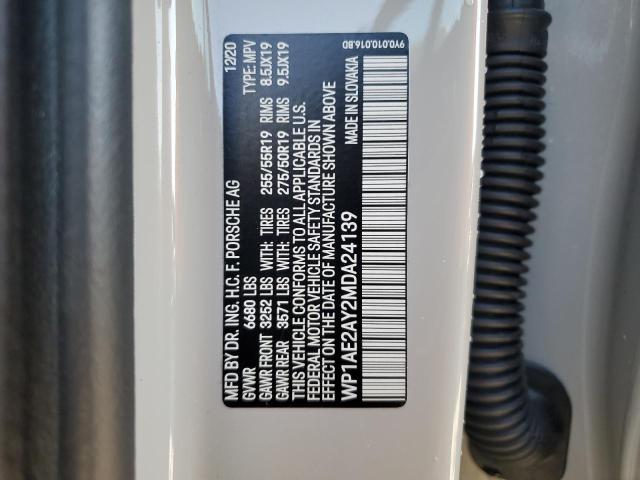 MFD BY DR. ING. H.C. F. PORSCHE AG 12/20
GVWR 6680 LBS TYPE: MPV
GAWR FRONT 3252 LBS WITH: TIRES 255/55R19 RIMS 8.5JX19
GAWR REAR 3571 LBS WITH: TIRES 275/50R19 RIMS 9.5JX19
THIS VEHICLE CONFORMS TO ALL APPLICABLE U.S.
FEDERAL MOTOR VEHICLE SAFETY STANDARDS IN
EFFECT ON THE DATE OF MANUFACTURE SHOWN ABOVE
WP1AE2AY2MDA24139 MADE IN SLOVAKIA
9Y0.010.016.BD